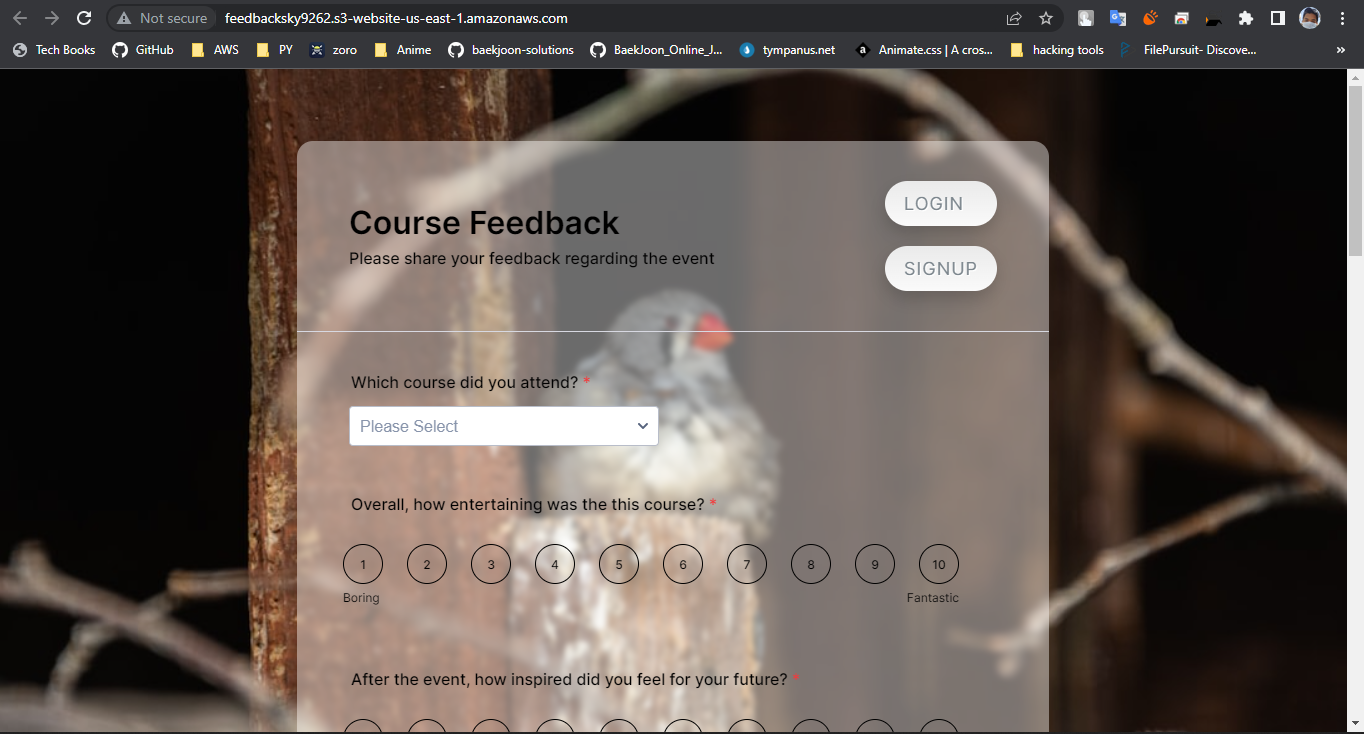 Not secure
feedbacksky9262.s3-website-us-east-1.amazonaws.com
Tech Books GitHub AWS PY zoro Anime baekjoon-solutions BaekJoon_Online_J... tympanus.net Animate.css | A cros... hacking tools FilePursuit- Discove... »
LOGIN
Course Feedback
Please share your feedback regarding the event
SIGNUP
Which course did you attend? *
Please Select
Overall, how entertaining was the this course? *
1 2 3 4 5 6 7 8 9 10
Boring Fantastic
After the event, how inspired did you feel for your future? *